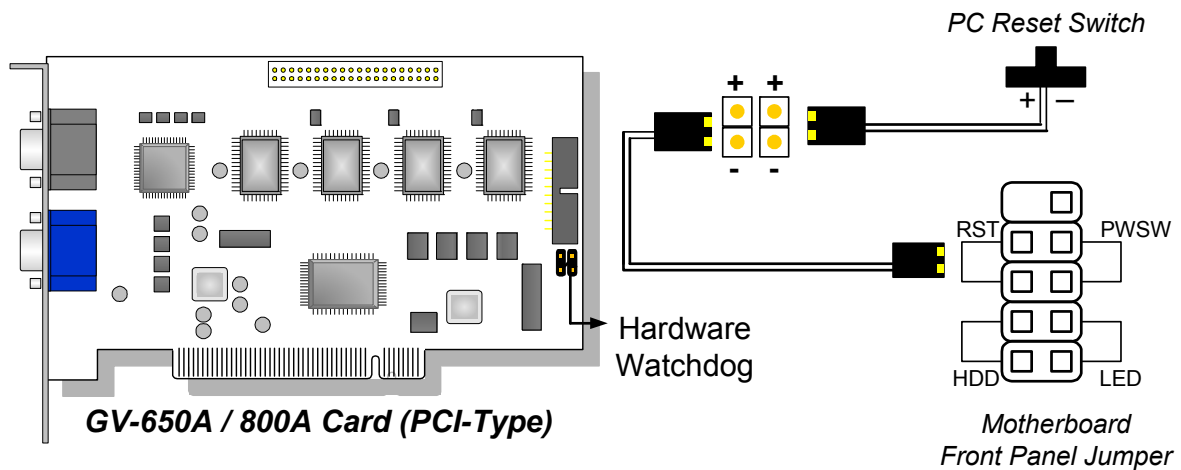 PC Reset Switch
+ +
+ –
- -
RST PWSW
Hardware
Watchdog
HDD LED
GV-650A / 800A Card (PCI-Type)
Motherboard
Front Panel Jumper